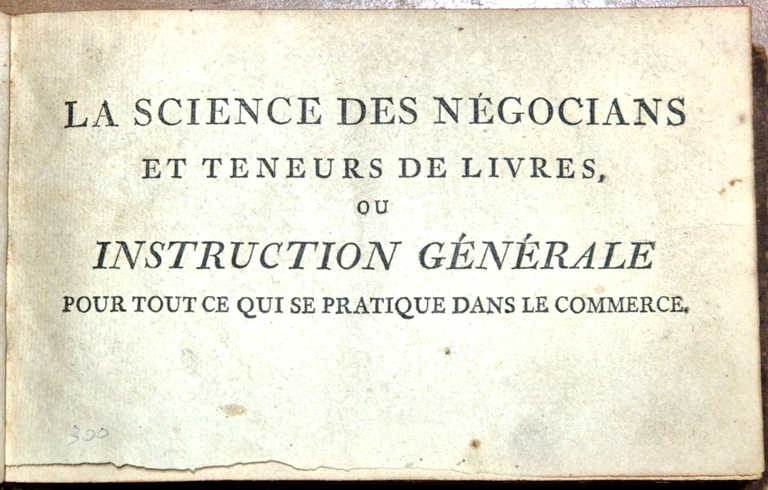 LA SCIENCE DES NÉGOCIANS
ET TENEURS DE LIVRES,
OU
INSTRUCTION GÉNÉRALE
POUR TOUT CE QUI SE PRATIQUE DANS LE COMMERCE.
300